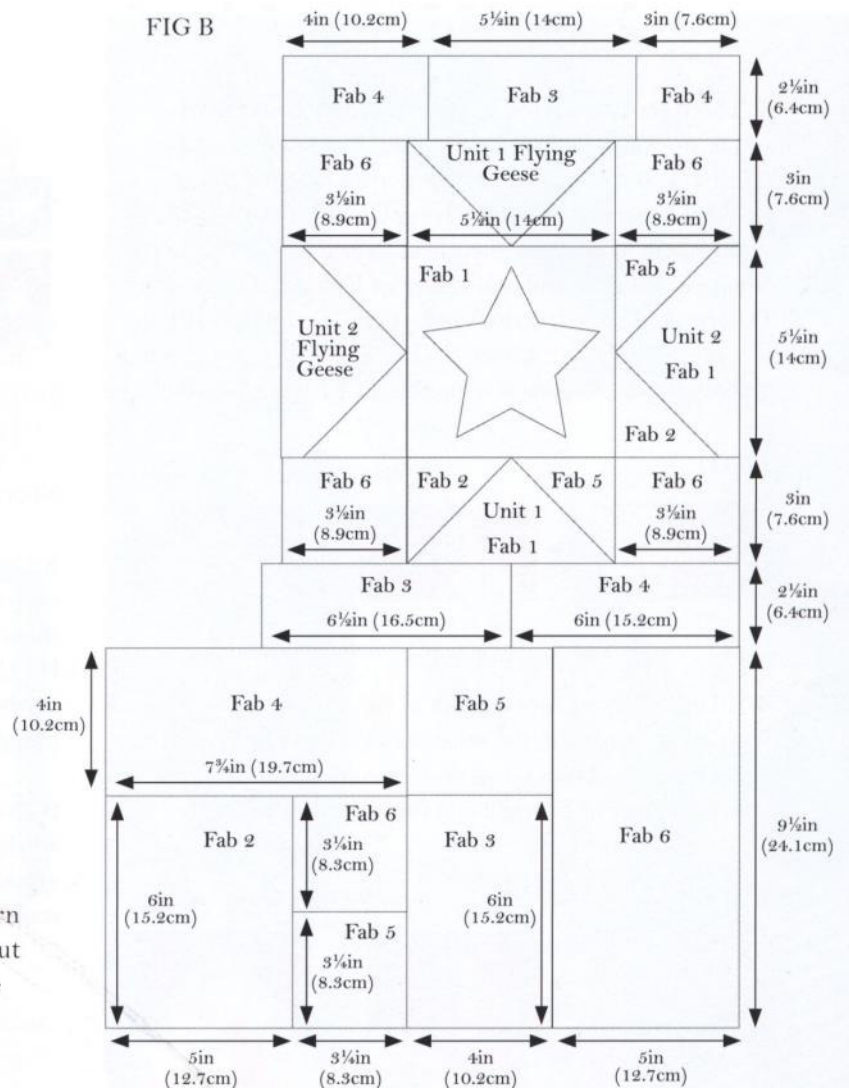 FIG B
4in (10.2cm)
5½in (14cm)
3in (7.6cm)
Fab 4
Fab 3
Fab 4
2½in
(6.4cm)
Fab 6
3½in
(8.9cm)
Unit 1 Flying
Geese
5½in (14cm)
Fab 6
3½in
(8.9cm)
3in
(7.6cm)
Unit 2
Flying
Geese
Fab 1
Fab 5
Unit 2
Fab 1
Fab 2
5½in
(14cm)
Fab 6
3½in
(8.9cm)
Fab 2
Fab 5
Unit 1
Fab 1
Fab 6
3½in
(8.9cm)
3in
(7.6cm)
Fab 3
6½in (16.5cm)
Fab 4
6in (15.2cm)
2½in
(6.4cm)
4in
(10.2cm)
Fab 4
7¾in (19.7cm)
Fab 5
Fab 6
9½in
(24.1cm)
Fab 2
6in
(15.2cm)
Fab 6
3¼in
(8.3cm)
Fab 5
3¼in
(8.3cm)
Fab 3
6in
(15.2cm)
5in
(12.7cm)
3¼in
(8.3cm)
4in
(10.2cm)
5in
(12.7cm)
rn
ut